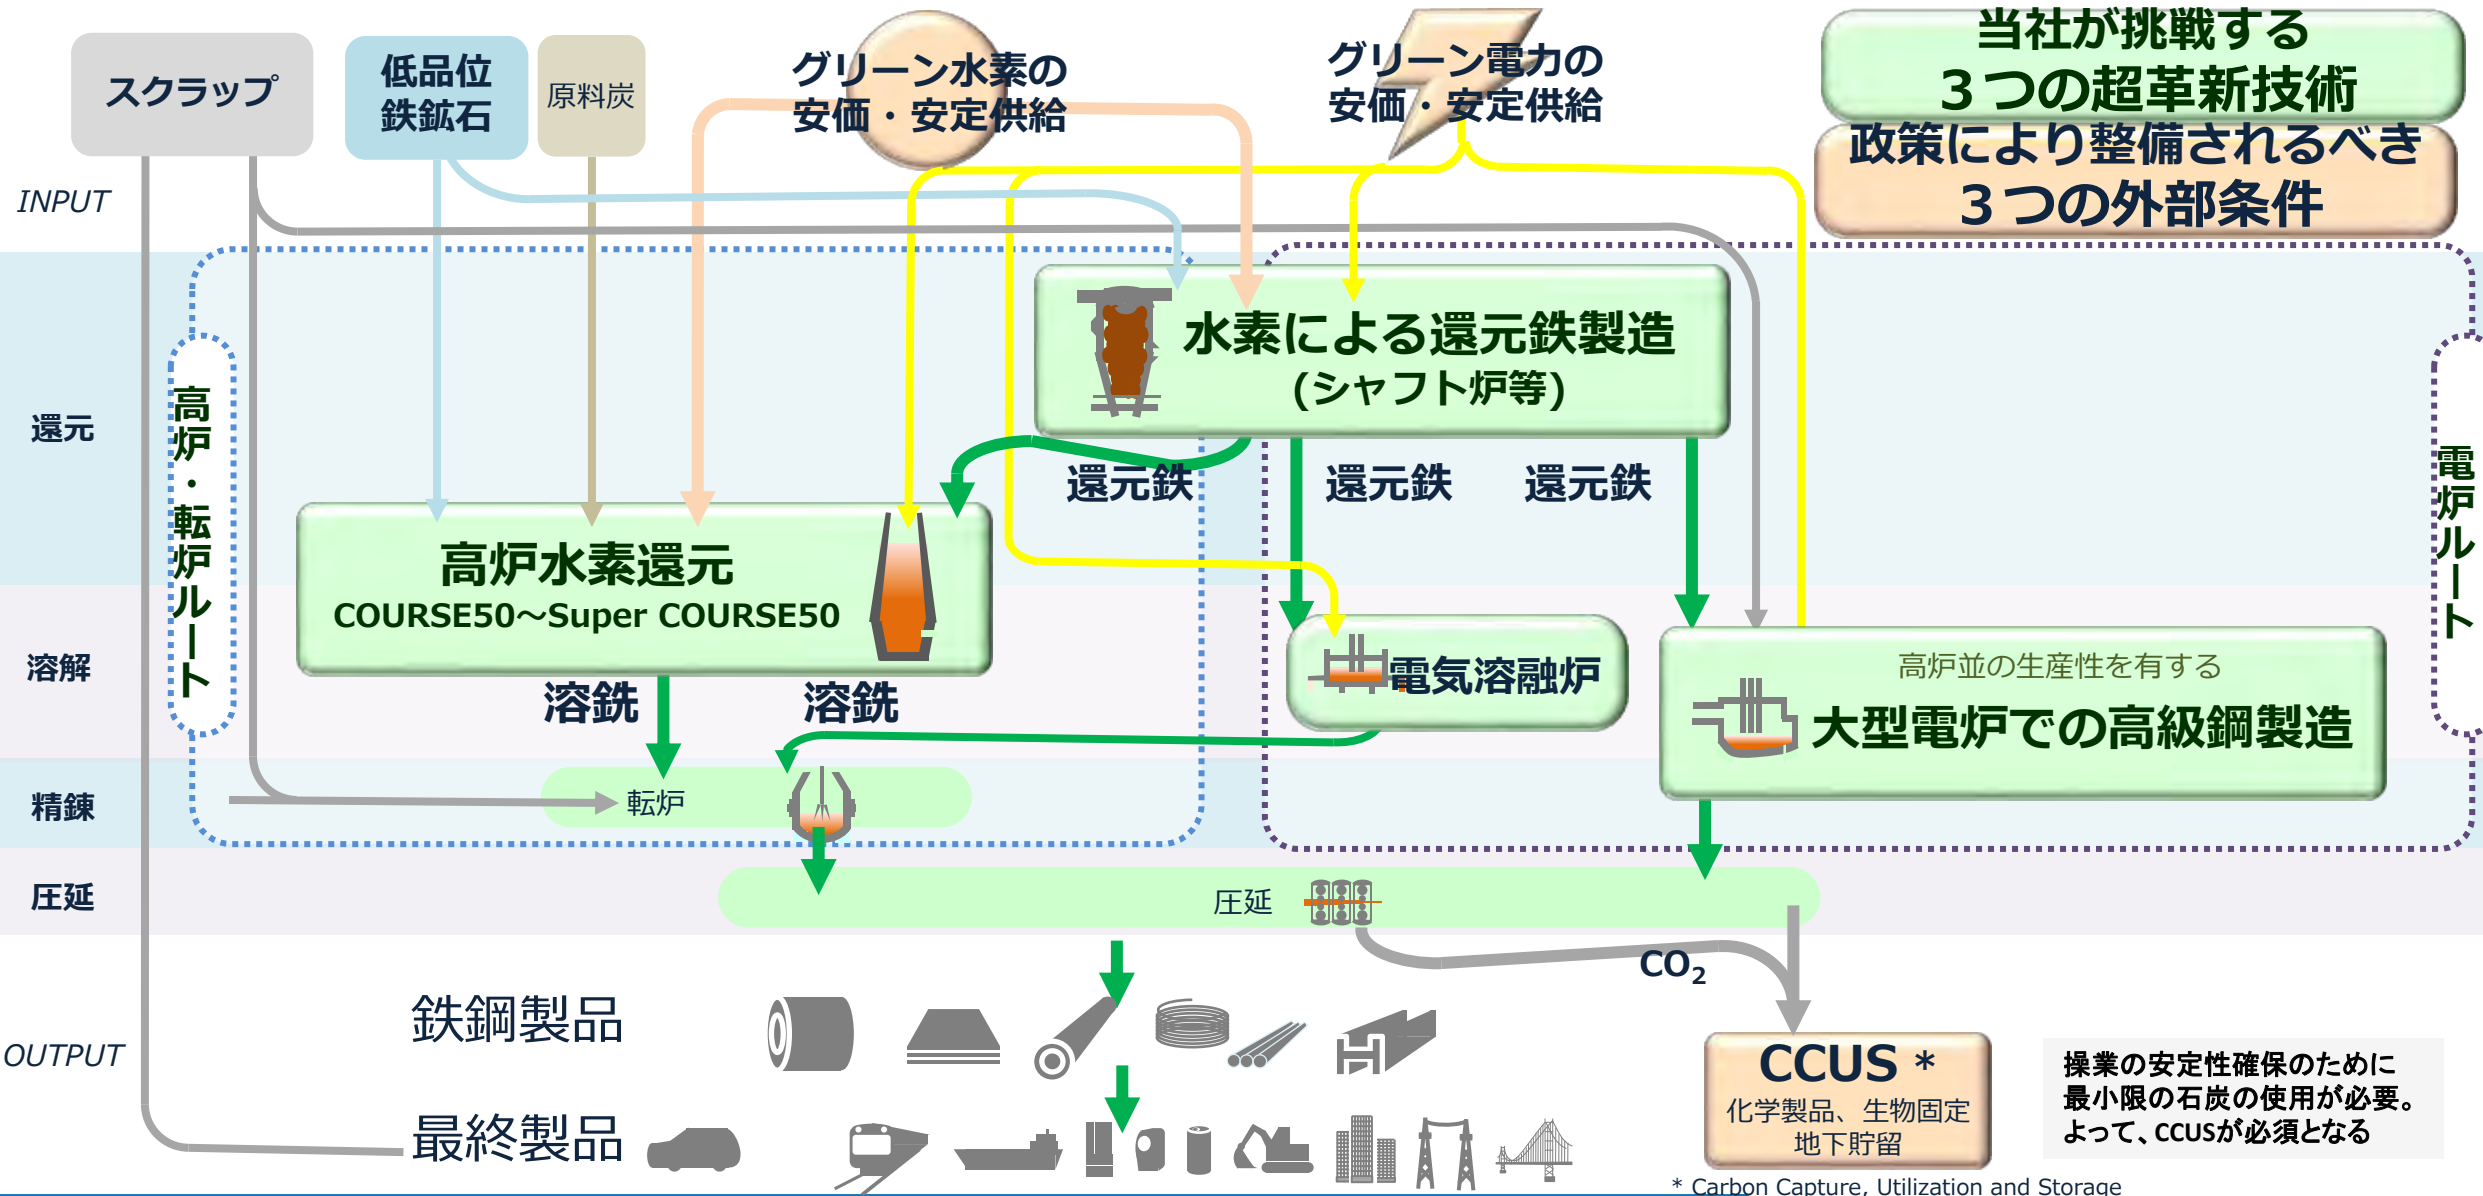 スクラップ
低品位
鉄鉱石
原料炭
グリーン水素の
安価・安定供給
グリーン電力の
安価・安定供給
当社が挑戦する
３つの超革新技術
政策により整備されるべき
３つの外部条件
INPUT
還元
溶解
精錬
圧延
OUTPUT
高炉・転炉ルート
電炉ルート
水素による還元鉄製造
(シャフト炉等)
還元鉄
還元鉄
還元鉄
高炉水素還元
COURSE50～Super COURSE50
溶銑
溶銑
電気溶融炉
高炉並の生産性を有する
大型電炉での高級鋼製造
転炉
圧延
CO₂
鉄鋼製品
最終製品
CCUS *
化学製品、生物固定
地下貯留
操業の安定性確保のために
最小限の石炭の使用が必要。
よって、CCUSが必須となる
* Carbon Capture, Utilization and Storage